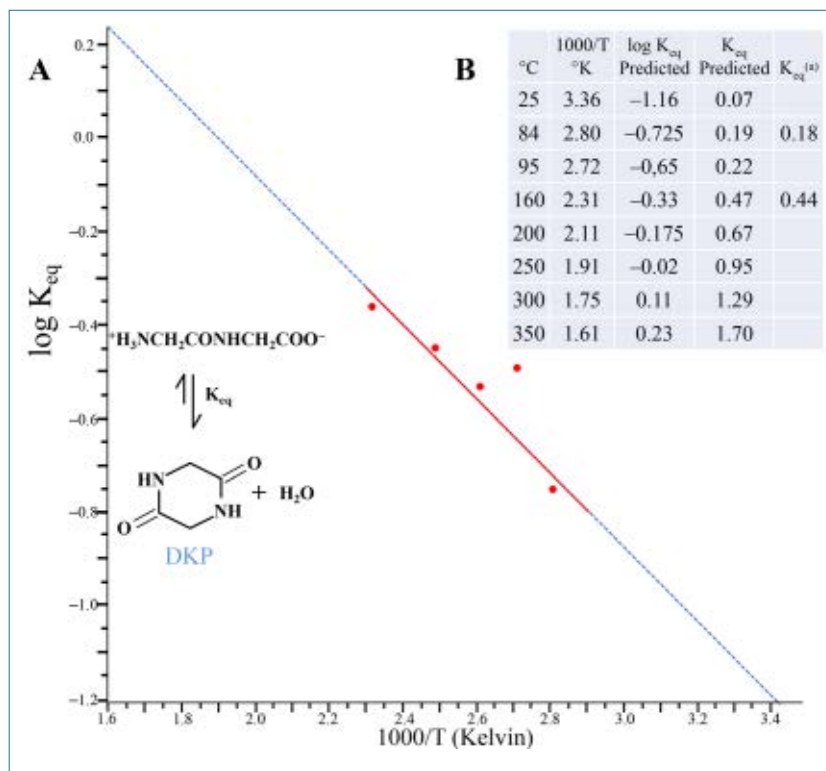 A
B
°C 1000/T °K log Keq Predicted Keq Predicted Keq(a)
25 3.36 −1.16 0.07
84 2.80 −0.725 0.19 0.18
95 2.72 −0,65 0.22
160 2.31 −0.33 0.47 0.44
200 2.11 −0.175 0.67
250 1.91 −0.02 0.95
300 1.75 0.11 1.29
350 1.61 0.23 1.70
log Keq
0.2
0.0
−0.2
−0.4
−0.6
−0.8
−1.0
−1.2
⁺H₃NCH₂CONHCH₂COO⁻
Keq
HN
O
O
NH
+ H₂O
DKP
1.6 1.8 2.0 2.2 2.4 2.6 2.8 3.0 3.2 3.4
1000/T (Kelvin)